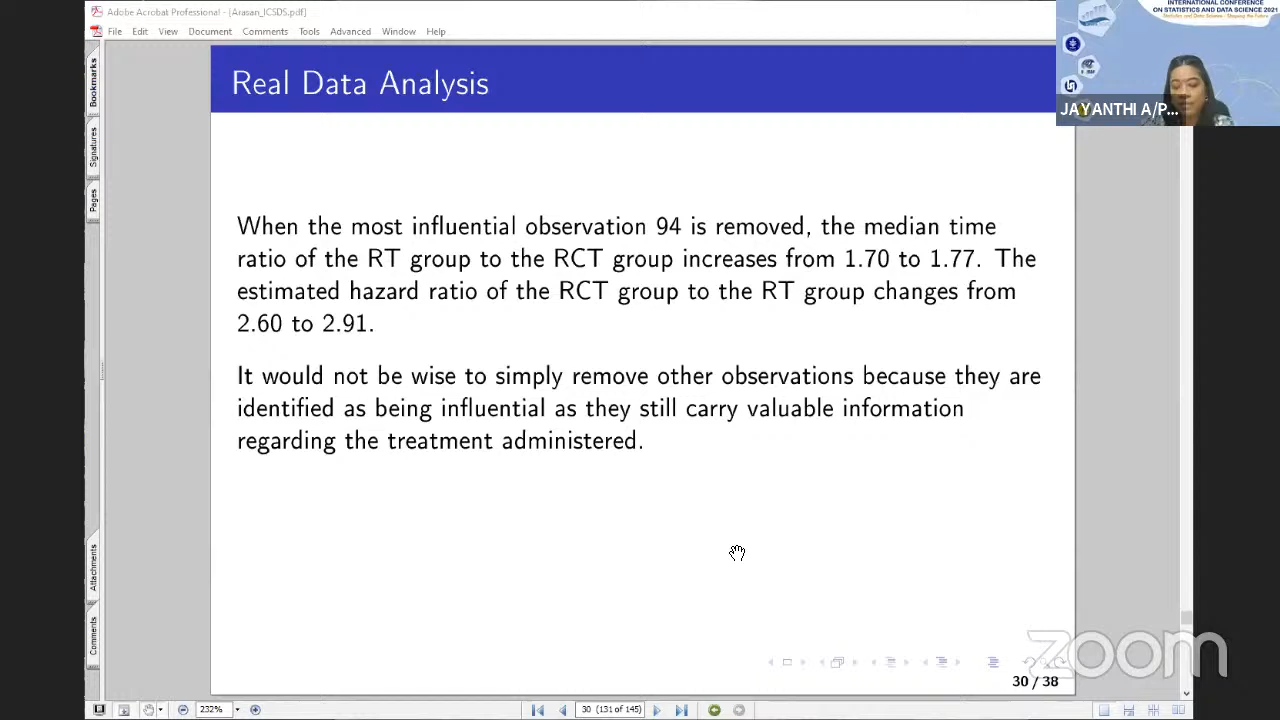 Adobe Acrobat Professional - [Arasan_ICSDS.pdf]
File Edit View Document Comments Tools Advanced Window Help
INTERNATIONAL CONFERENCE
ON STATISTICS AND DATA SCIENCE 2021
JAYANTHI A/P...
Bookmarks
Signatures
Pages
Attachments
Comments
Real Data Analysis
When the most influential observation 94 is removed, the median time
ratio of the RT group to the RCT group increases from 1.70 to 1.77. The
estimated hazard ratio of the RCT group to the RT group changes from
2.60 to 2.91.
It would not be wise to simply remove other observations because they are
identified as being influential as they still carry valuable information
regarding the treatment administered.
zoom
30 / 38
232%
30 (131 of 145)